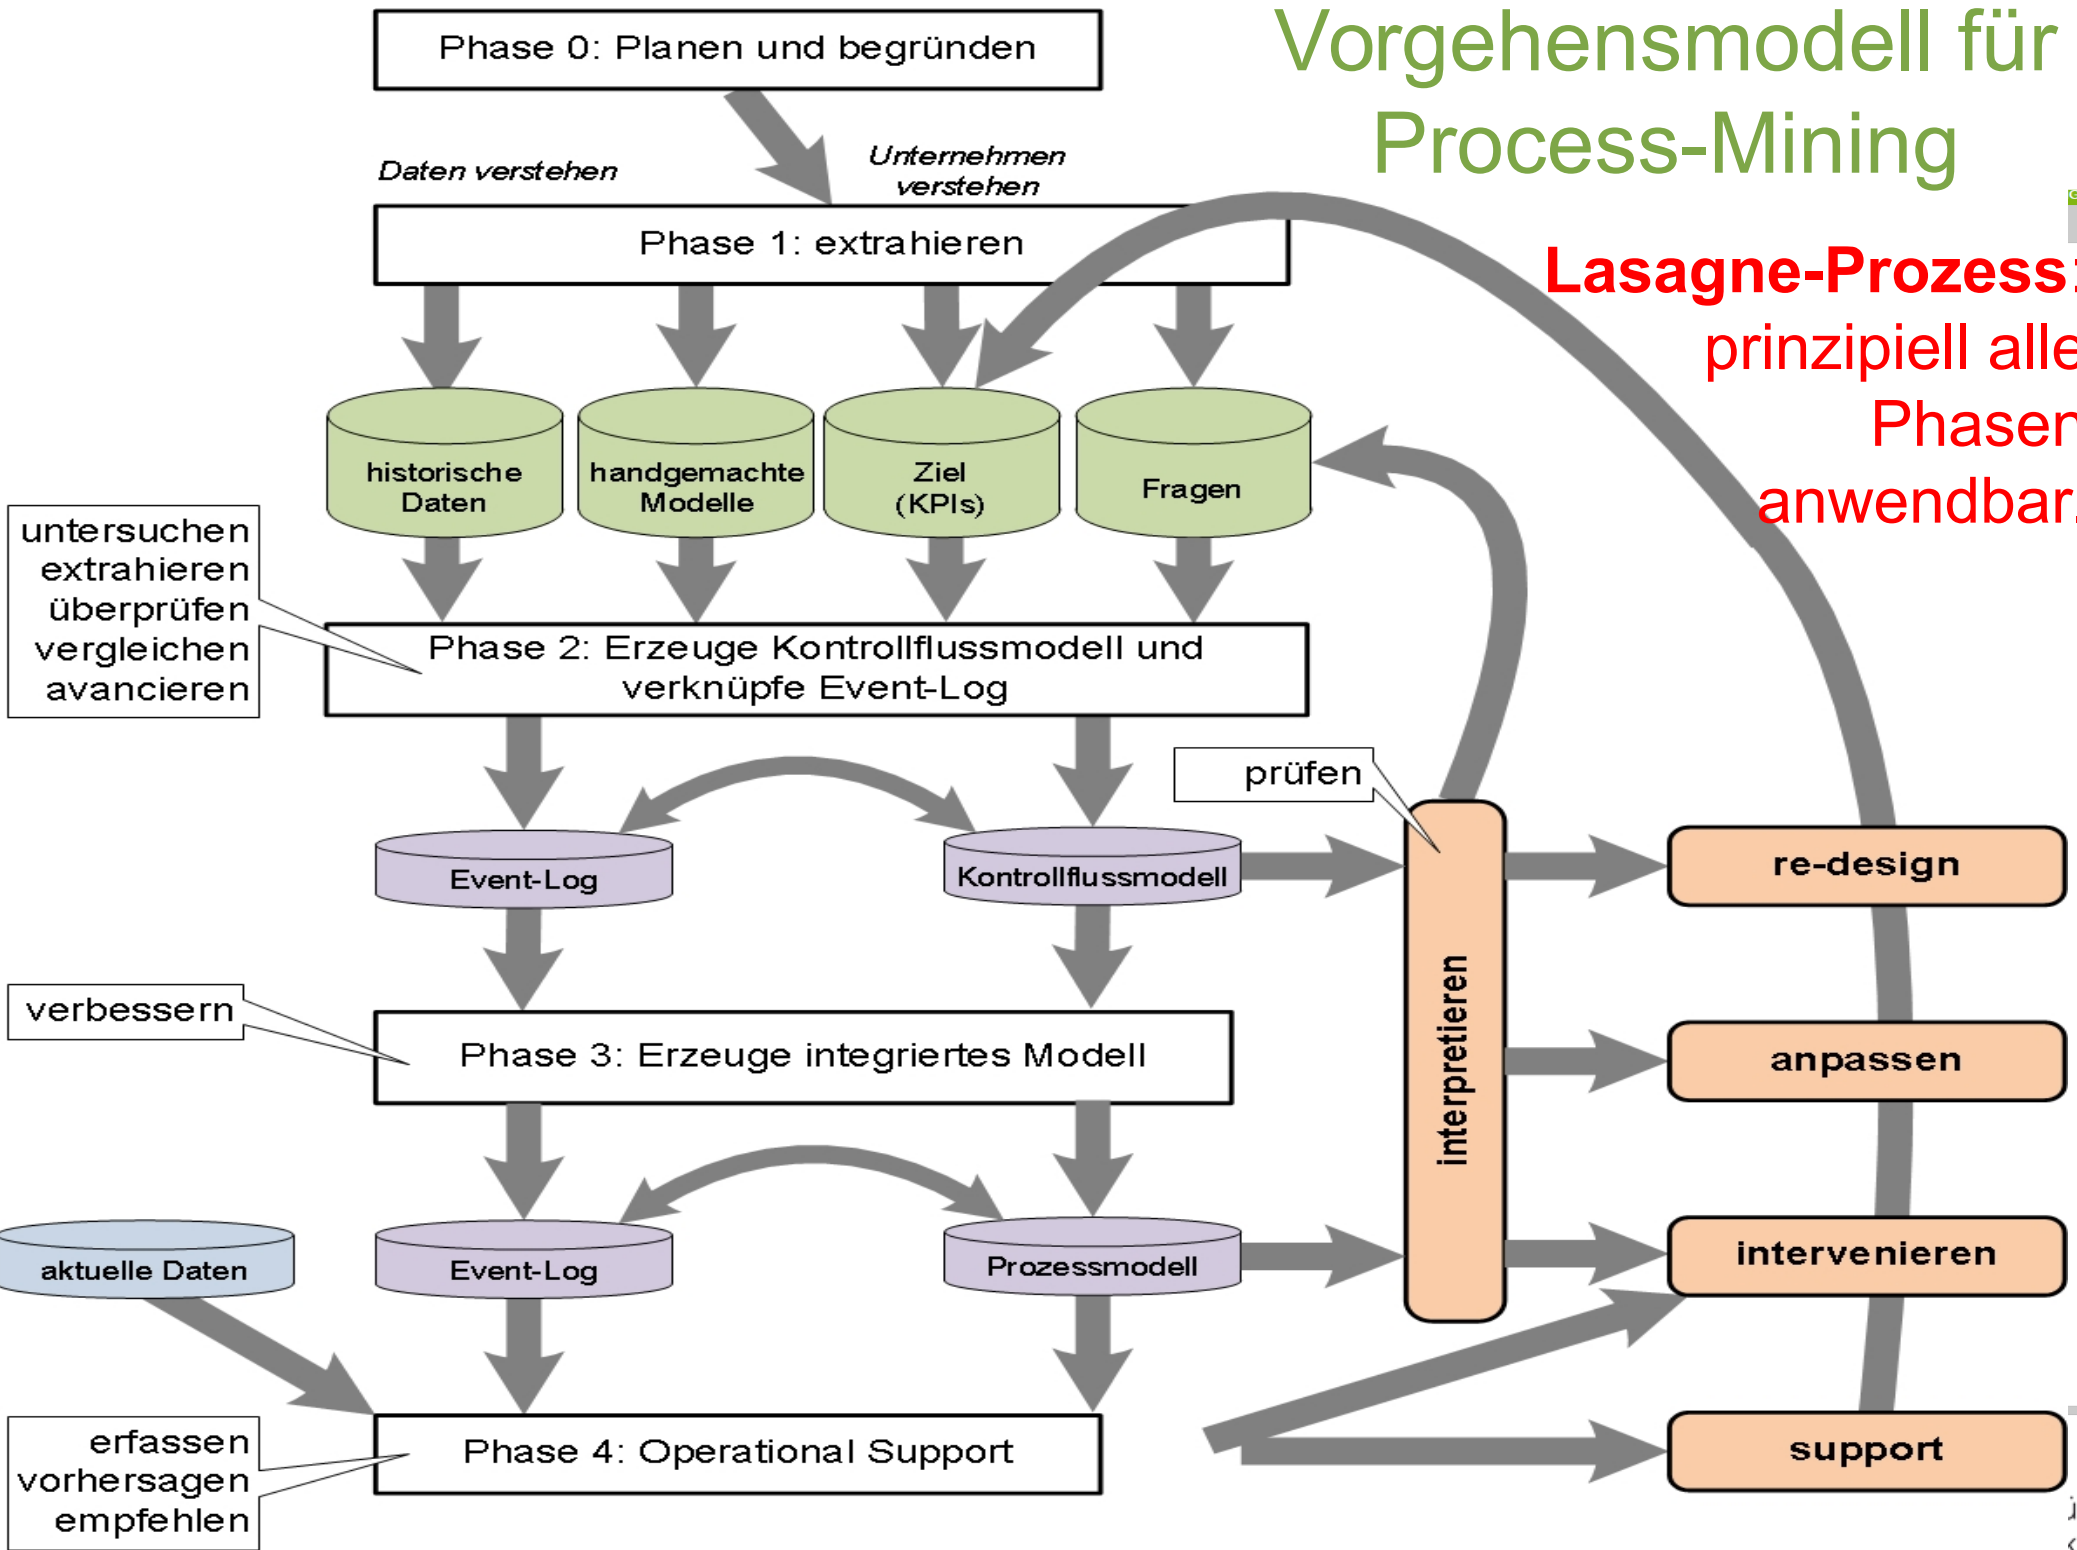 Vorgehensmodell für
Process-Mining
Lasagne-Prozess:
prinzipiell alle
Phasen
anwendbar.
Phase 0: Planen und begründen
Daten verstehen
Unternehmen
verstehen
Phase 1: extrahieren
historische
Daten
handgemachte
Modelle
Ziel
(KPIs)
Fragen
untersuchen
extrahieren
überprüfen
vergleichen
avancieren
Phase 2: Erzeuge Kontrollflussmodell und
verknüpfe Event-Log
prüfen
Event-Log
Kontrollflussmodell
interpretieren
re-design
verbessern
Phase 3: Erzeuge integriertes Modell
anpassen
aktuelle Daten
Event-Log
Prozessmodell
intervenieren
erfassen
vorhersagen
empfehlen
Phase 4: Operational Support
support